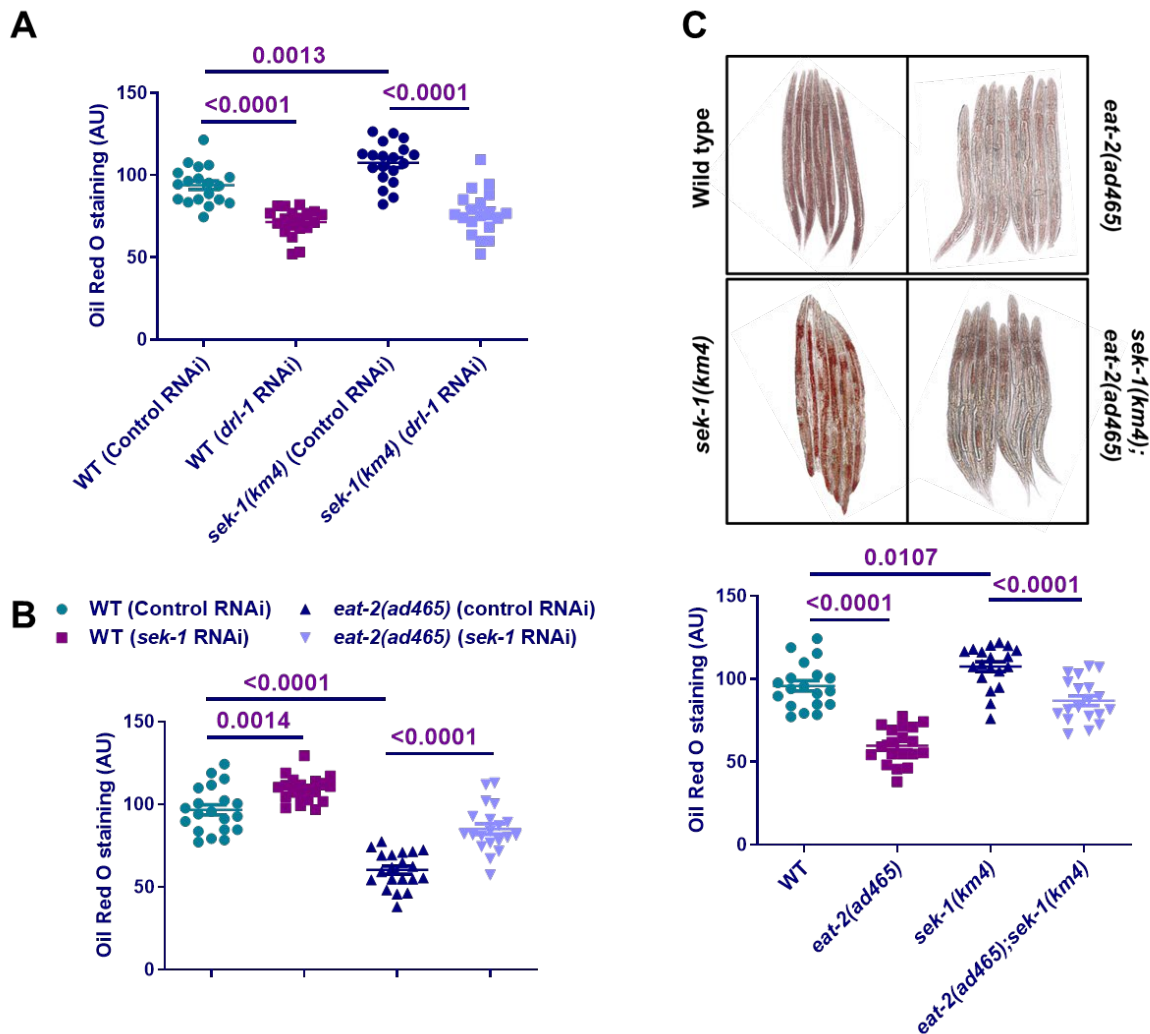 A
0.0013
<0.0001
<0.0001
150
100
50
0
Oil Red O staining (AU)
WT (Control RNAi)
WT (drl-1 RNAi)
sek-1(km4) (Control RNAi)
sek-1(km4) (drl-1 RNAi)
B
WT (Control RNAi)
eat-2(ad465) (control RNAi)
WT (sek-1 RNAi)
eat-2(ad465) (sek-1 RNAi)
<0.0001
0.0014
<0.0001
150
100
50
0
Oil Red O staining (AU)
C
Wild type
eat-2(ad465)
sek-1(km4)
sek-1(km4);
eat-2(ad465)
0.0107
<0.0001
<0.0001
150
100
50
0
Oil Red O staining (AU)
WT
eat-2(ad465)
sek-1(km4)
eat-2(ad465);sek-1(km4)